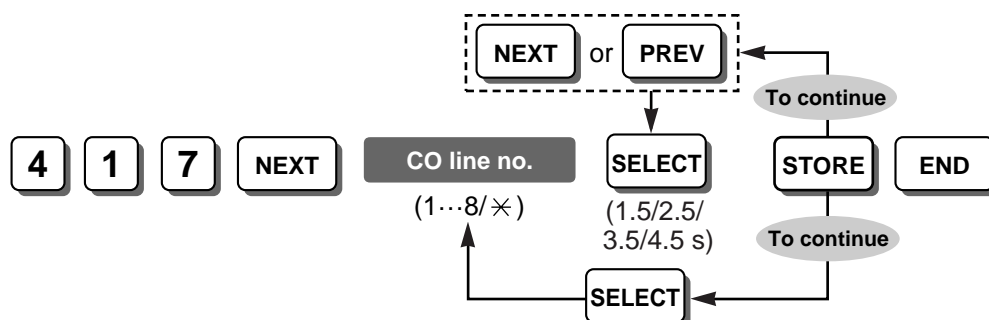 NEXT or PREV
To continue
4 1 7 NEXT CO line no. SELECT STORE END
(1···8/✳) (1.5/2.5/
3.5/4.5 s)
To continue
SELECT